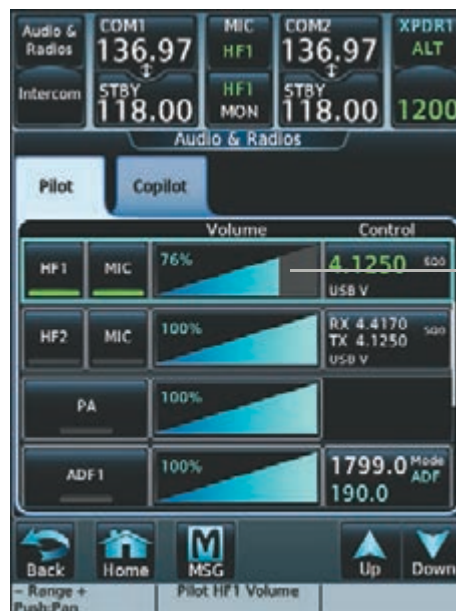 Audio & Radios
COM1
136.97
MIC
HF1
COM2
136.97
XPDR1
ALT
Intercom
STBY
118.00
HF1
MON
STBY
118.00
1200
Audio & Radios
Pilot
Copilot
Volume
Control
HF1
MIC
76%
4.1250 SQ0
USB V
HF2
MIC
100%
RX 4.4170 SQ0
TX 4.1250
USB V
PA
100%
ADF1
100%
1799.0 Mode
190.0 ADF
Back
Home
MSG
Up
Down
– Range +
Push:Pan
Pilot HF1 Volume